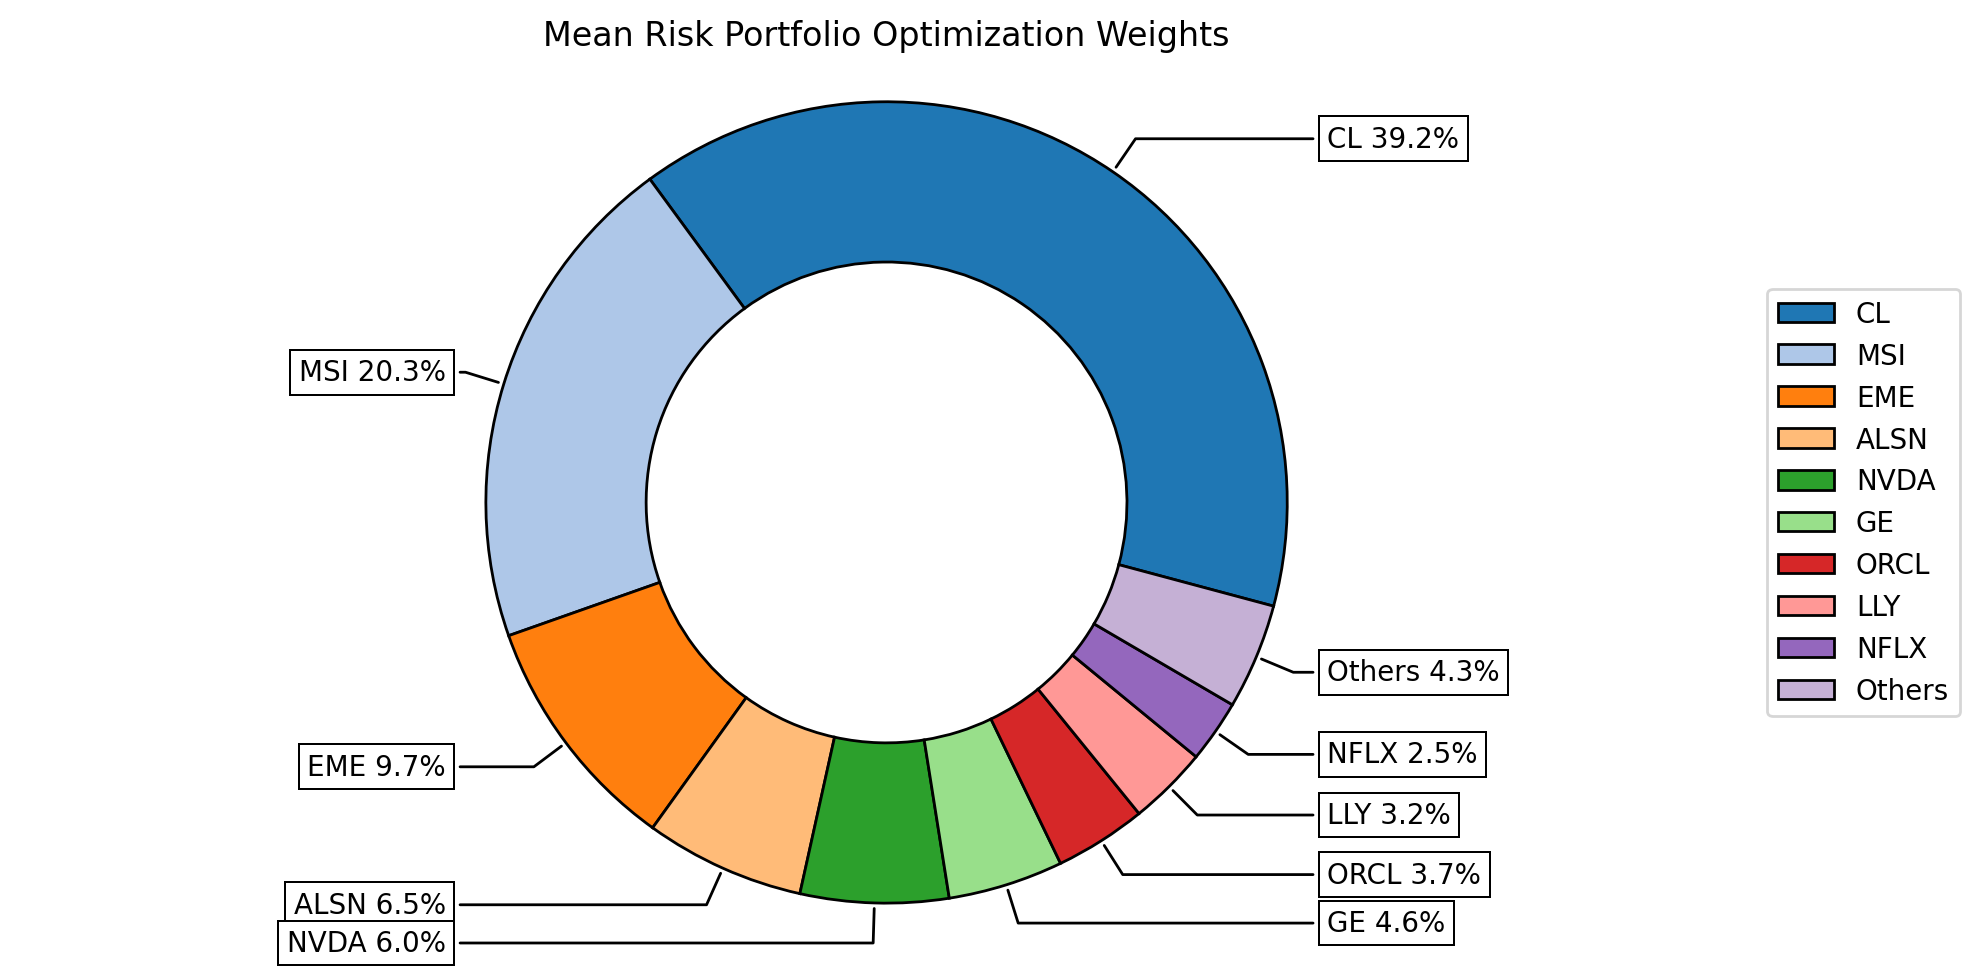 Mean Risk Portfolio Optimization Weights
CL 39.2%
MSI 20.3%
EME 9.7%
ALSN 6.5%
NVDA 6.0%
GE 4.6%
ORCL 3.7%
LLY 3.2%
NFLX 2.5%
Others 4.3%
CL
MSI
EME
ALSN
NVDA
GE
ORCL
LLY
NFLX
Others